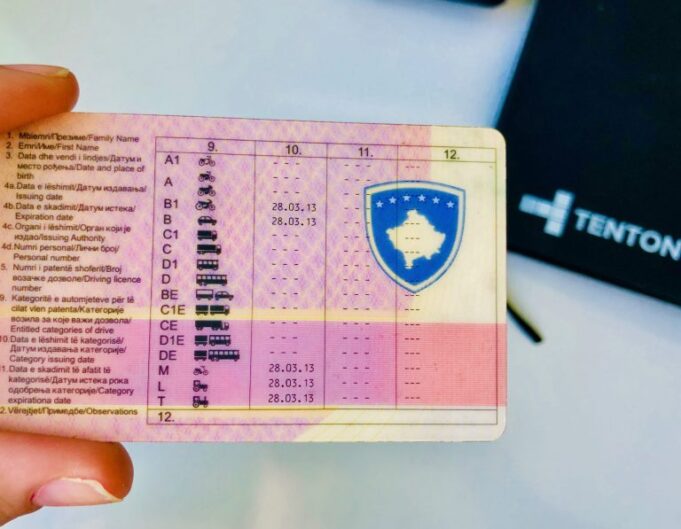 1. Mbiemri/Презиме/Family Name
2. Emri/Име/First Name
3. Data dhe vendi i lindjes/Датум и
место рођења/Date and place of
birth
4a.Data e lëshimit/Датум издавања/
Issuing date
4b.Data e skadimit/Датум истека/
Expiration date
4c.Organi i lëshimit/Орган који је
издао/Issuing Authority
4d.Numri personal/Лични број/
Personal number
5. Numri i patentë shoferit/Број
возачке дозволе/Driving licence
number
9. Kategoritë e automjeteve për të
cilat vlen patenta/Категорије
возила за које важи дозвола/
Entitled categories of drive
10.Data e lëshimit të kategorisë/
Датум издавања категорије/
Category issuing date
11.Data e skadimit të afatit të
kategorisë/Датум истека рока
одобрења категорије/Category
expirationa date
2.Vërejtjet/Примедбе/Observations
9. 10. 11. 12.
A1 --- ---
A --- ---
B1 28.03.13 ---
B 28.03.13 ---
C1 --- ---
C --- ---
D1 --- ---
D --- ---
BE --- ---
C1E --- ---
CE --- ---
D1E --- ---
DE --- ---
M 28.03.13 ---
L 28.03.13 ---
T 28.03.13 ---
12.
TENTON